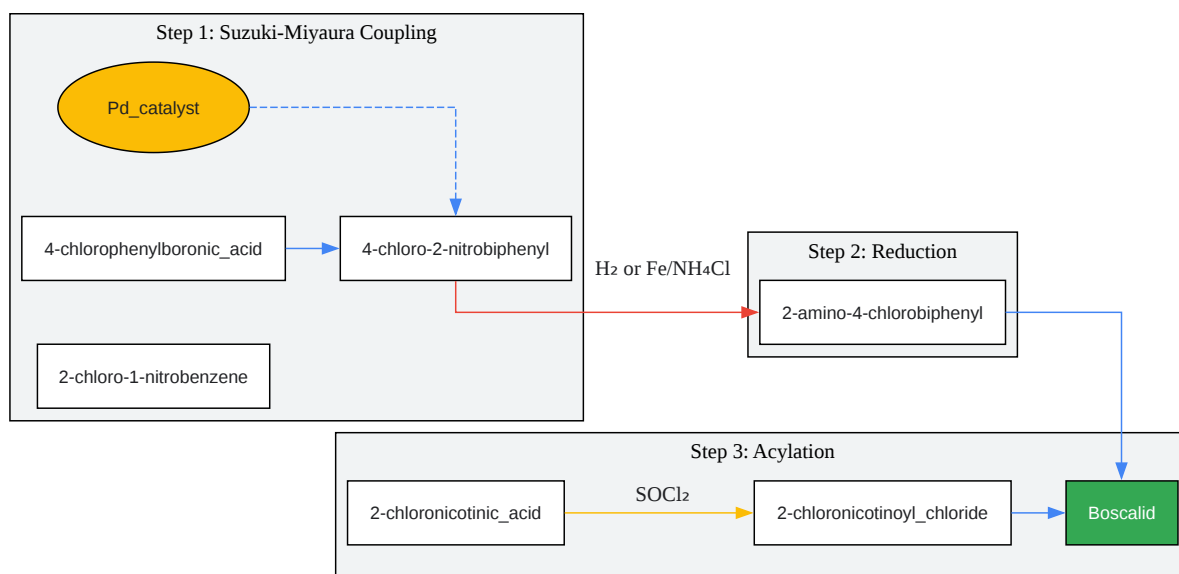 Step 1: Suzuki-Miyaura Coupling
Pd_catalyst
4-chlorophenylboronic_acid
4-chloro-2-nitrobiphenyl
2-chloro-1-nitrobenzene
H₂ or Fe/NH₄Cl
Step 2: Reduction
2-amino-4-chlorobiphenyl
Step 3: Acylation
2-chloronicotinic_acid
SOCl₂
2-chloronicotinoyl_chloride
Boscalid